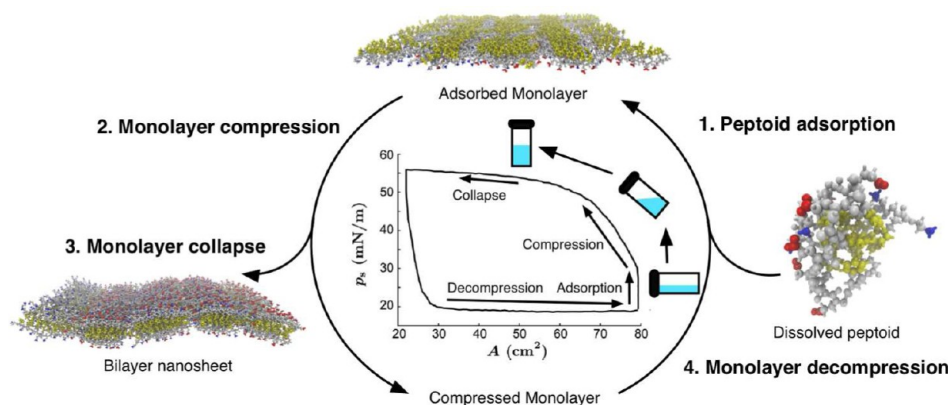 Adsorbed Monolayer
2. Monolayer compression
1. Peptoid adsorption
60
50
40
30
20
pₛ (mN/m)
Collapse
Compression
Decompression
Adsorption
20 30 40 50 60 70 80
A (cm²)
3. Monolayer collapse
Bilayer nanosheet
Dissolved peptoid
4. Monolayer decompression
Compressed Monolayer